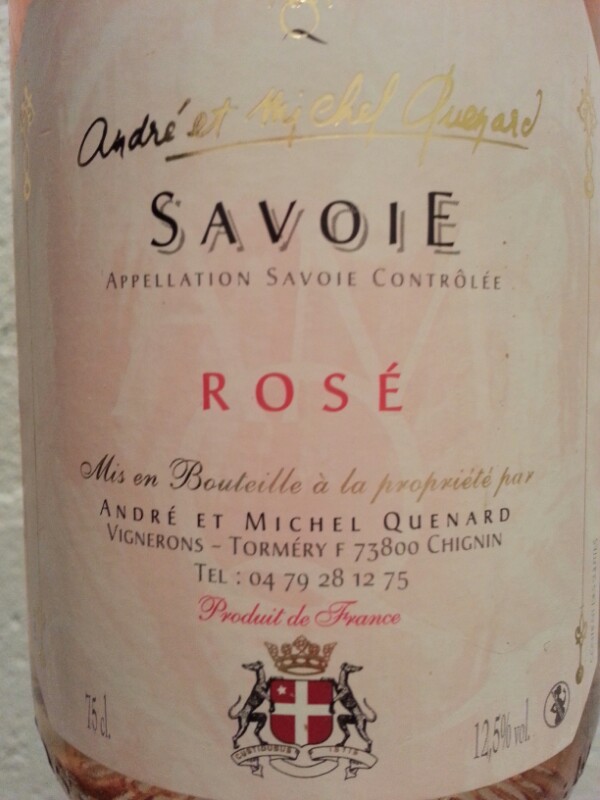 Q
André et Michel Quenard
SAVOIE
APPELLATION SAVOIE CONTRÔLÉE
ROSÉ
Mis en Bouteille à la propriété par
ANDRÉ ET MICHEL QUENARD
VIGNERONS - TORMÉRY F 73800 CHIGNIN
TEL : 04 79 28 12 75
Produit de France
75 cl.
12,5% vol.